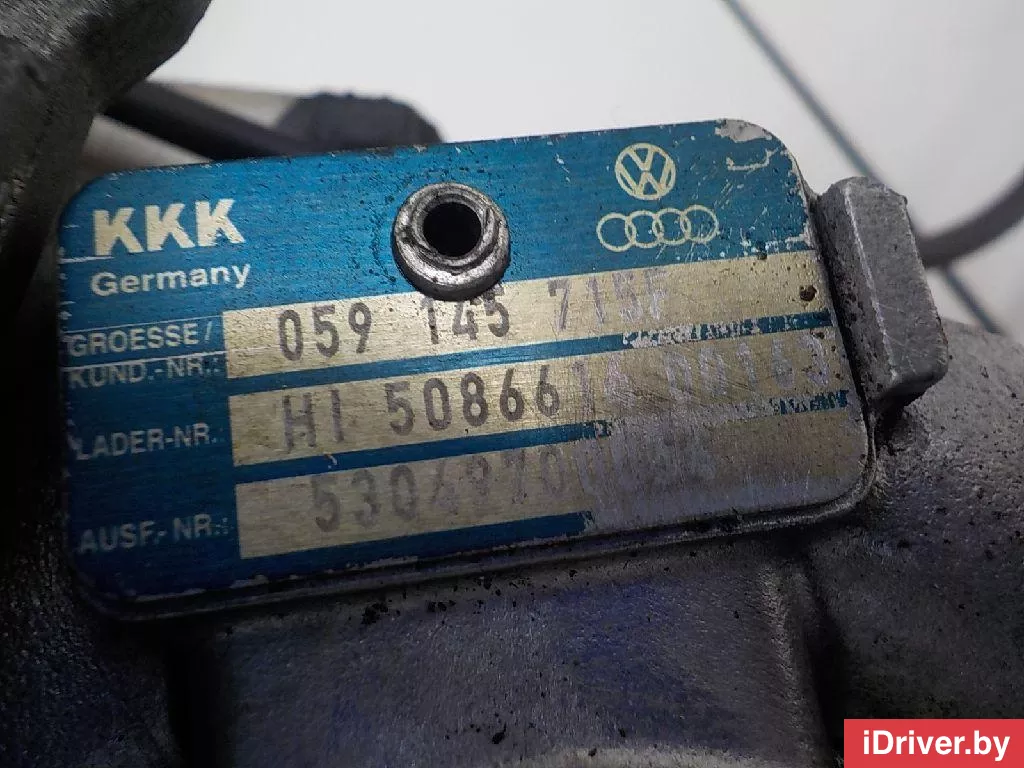 KKK
Germany
GROESSE/ 059 145 715F
KUND.-NR.:
LADER-NR. HI 50866
AUSF.-NR.:
iDriver.by